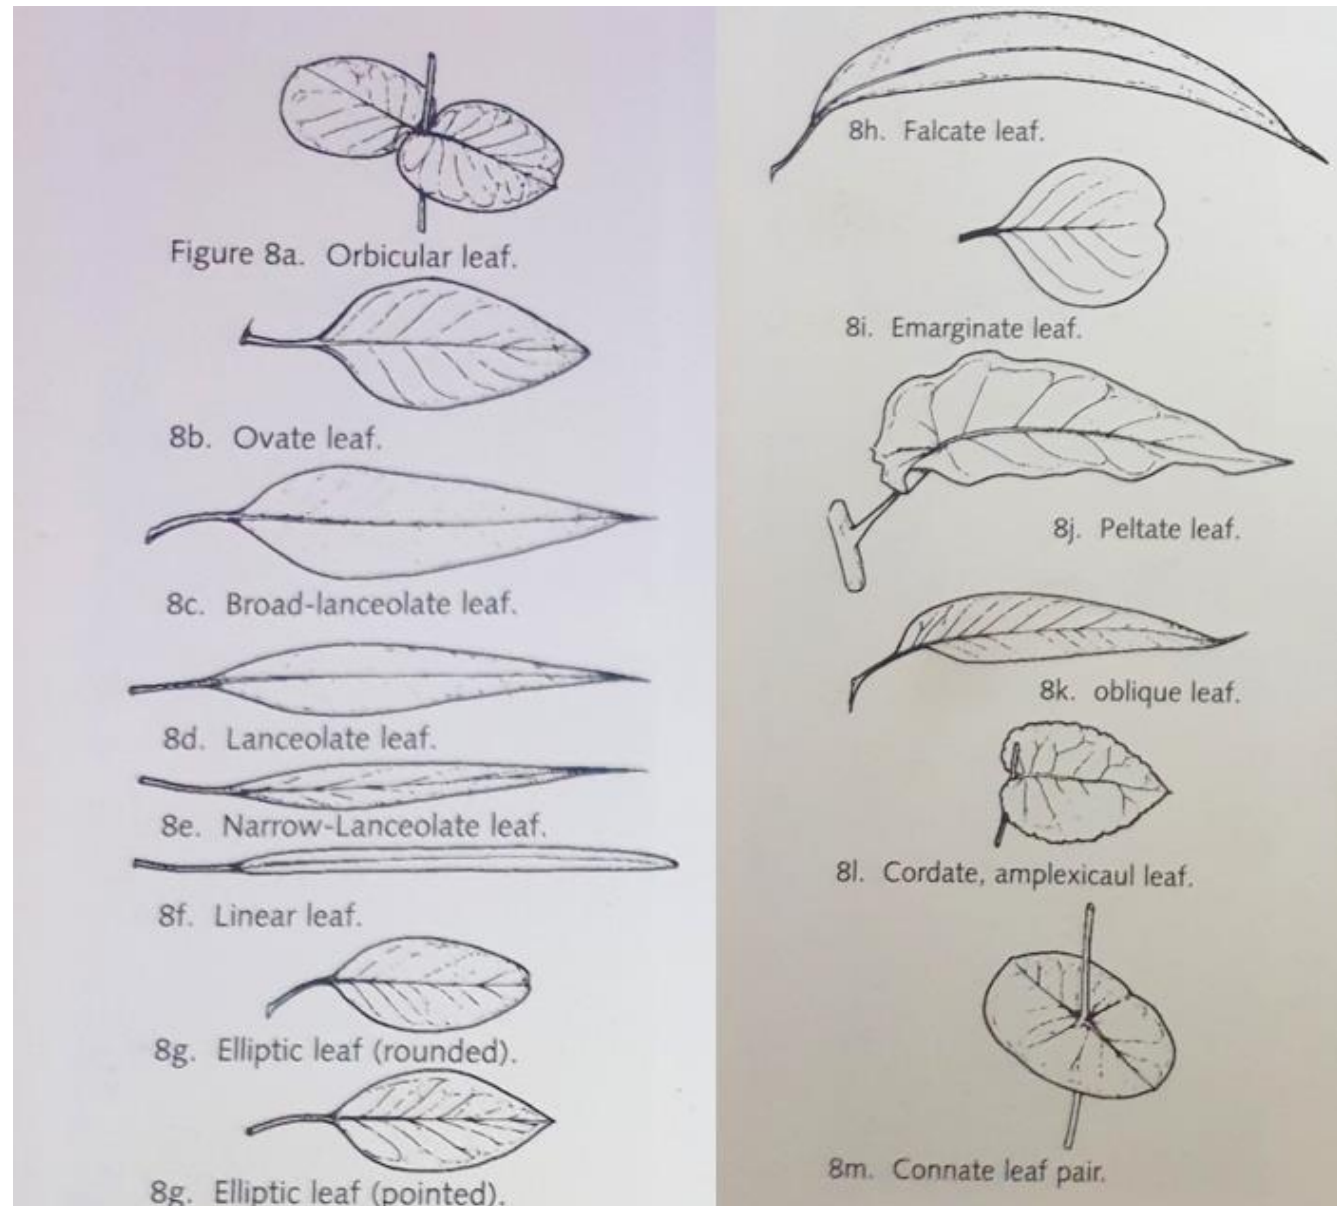 Figure 8a. Orbicular leaf.
8b. Ovate leaf.
8c. Broad-lanceolate leaf.
8d. Lanceolate leaf.
8e. Narrow-Lanceolate leaf.
8f. Linear leaf.
8g. Elliptic leaf (rounded).
8g. Elliptic leaf (pointed).
8h. Falcate leaf.
8i. Emarginate leaf.
8j. Peltate leaf.
8k. oblique leaf.
8l. Cordate, amplexicaul leaf.
8m. Connate leaf pair.